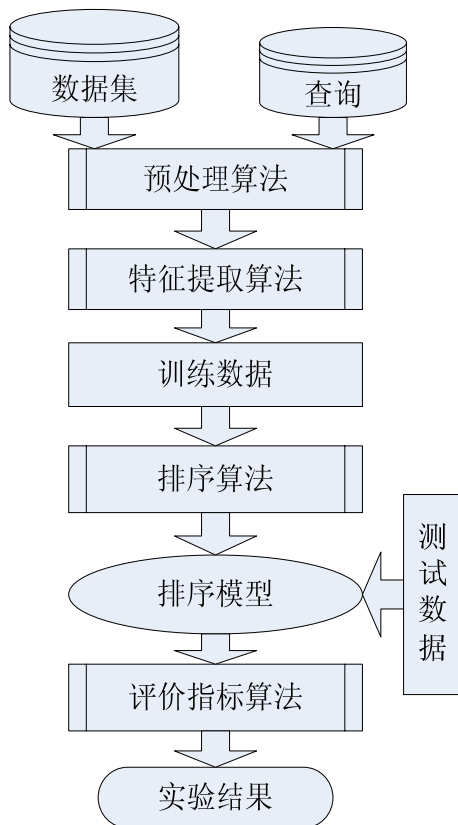 数据集
查询
预处理算法
特征提取算法
训练数据
排序算法
排序模型
测试数据
评价指标算法
实验结果